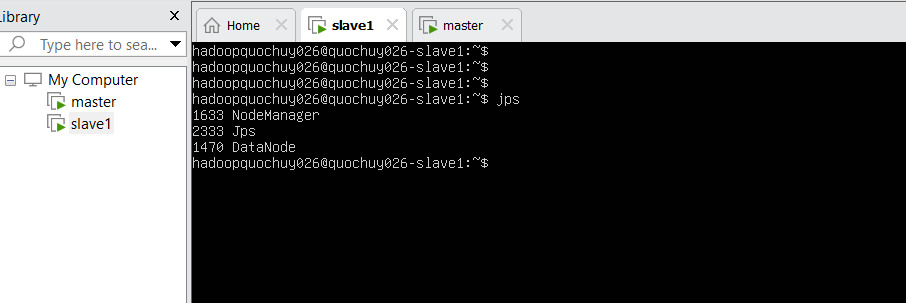 Library
Type here to sea...
My Computer
master
slave1
Home
slave1
master
hadoopquochuy026@quochuy026-slave1:~$
hadoopquochuy026@quochuy026-slave1:~$
hadoopquochuy026@quochuy026-slave1:~$
hadoopquochuy026@quochuy026-slave1:~$ jps
1633 NodeManager
2333 Jps
1470 DataNode
hadoopquochuy026@quochuy026-slave1:~$